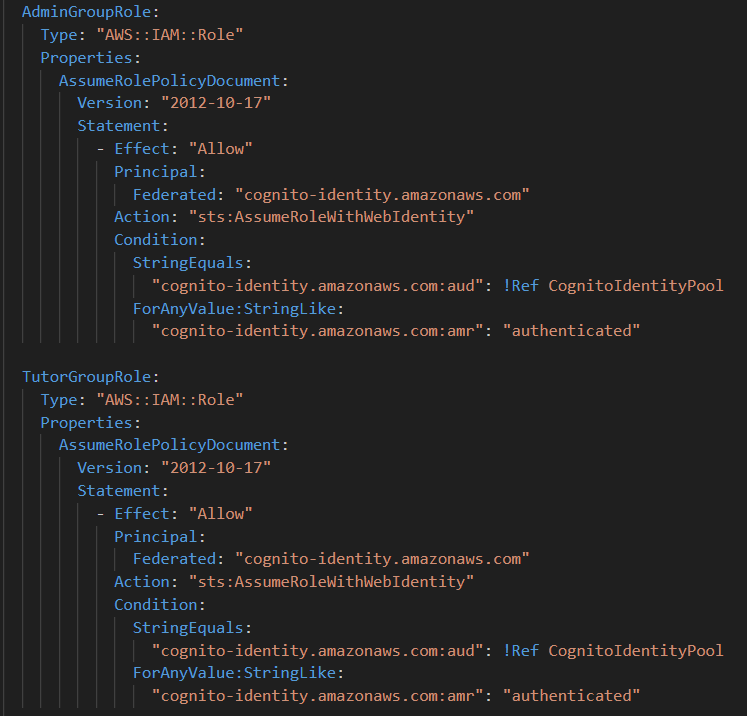 AdminGroupRole:
Type: "AWS::IAM::Role"
Properties:
AssumeRolePolicyDocument:
Version: "2012-10-17"
Statement:
- Effect: "Allow"
Principal:
Federated: "cognito-identity.amazonaws.com"
Action: "sts:AssumeRoleWithWebIdentity"
Condition:
StringEquals:
"cognito-identity.amazonaws.com:aud": !Ref CognitoIdentityPool
ForAnyValue:StringLike:
"cognito-identity.amazonaws.com:amr": "authenticated"
TutorGroupRole:
Type: "AWS::IAM::Role"
Properties:
AssumeRolePolicyDocument:
Version: "2012-10-17"
Statement:
- Effect: "Allow"
Principal:
Federated: "cognito-identity.amazonaws.com"
Action: "sts:AssumeRoleWithWebIdentity"
Condition:
StringEquals:
"cognito-identity.amazonaws.com:aud": !Ref CognitoIdentityPool
ForAnyValue:StringLike:
"cognito-identity.amazonaws.com:amr": "authenticated"